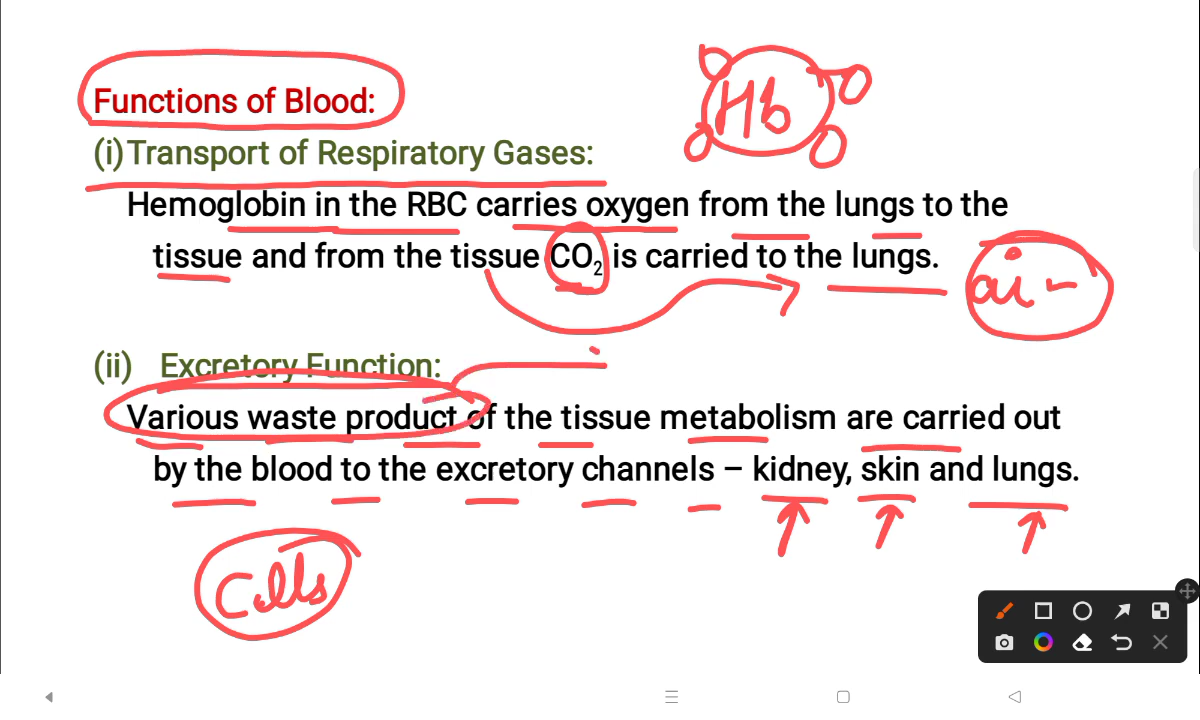 Functions of Blood:
Hb
(i) Transport of Respiratory Gases:
Hemoglobin in the RBC carries oxygen from the lungs to the
tissue and from the tissue CO₂ is carried to the lungs.
(ii) Excretory Function:
Various waste product of the tissue metabolism are carried out
by the blood to the excretory channels – kidney, skin and lungs.
Cells